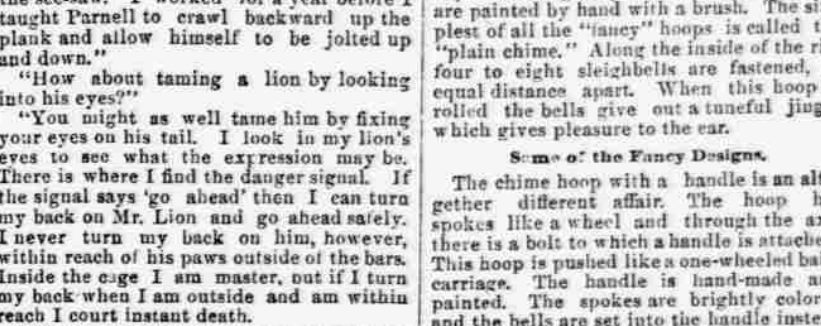 taught Parnell to crawl backward up the
plank and allow himself to be jolted up
and down."
"How about taming a lion by looking
into his eyes?"
"You might as well tame him by fixing
your eyes on his tail. I look in my lion's
eyes to see what the expression may be.
There is where I find the danger signal. If
the signal says 'go ahead' then I can turn
my back on Mr. Lion and go ahead safely.
I never turn my back on him, however,
within reach of his paws outside of the bars.
Inside the cage I am master, but if I turn
my back when I am outside and am within
reach I court instant death.
are painted by hand with a brush. The si
plest of all the "fancy" hoops is called t
"plain chime." Along the inside of the ri
four to eight sleighbells are fastened,
equal distance apart. When this hoop
rolled the bells give out a tuneful jing
which gives pleasure to the ear.
Some of the Fancy Designs.
The chime hoop with a handle is an alt
gether different affair. The hoop h
spokes like a wheel and through the ax
there is a bolt to which a handle is attache
This hoop is pushed like a one-wheeled ba
carriage. The handle is hand-made a
painted. The spokes are brightly color
and the bells are set into the handle inste